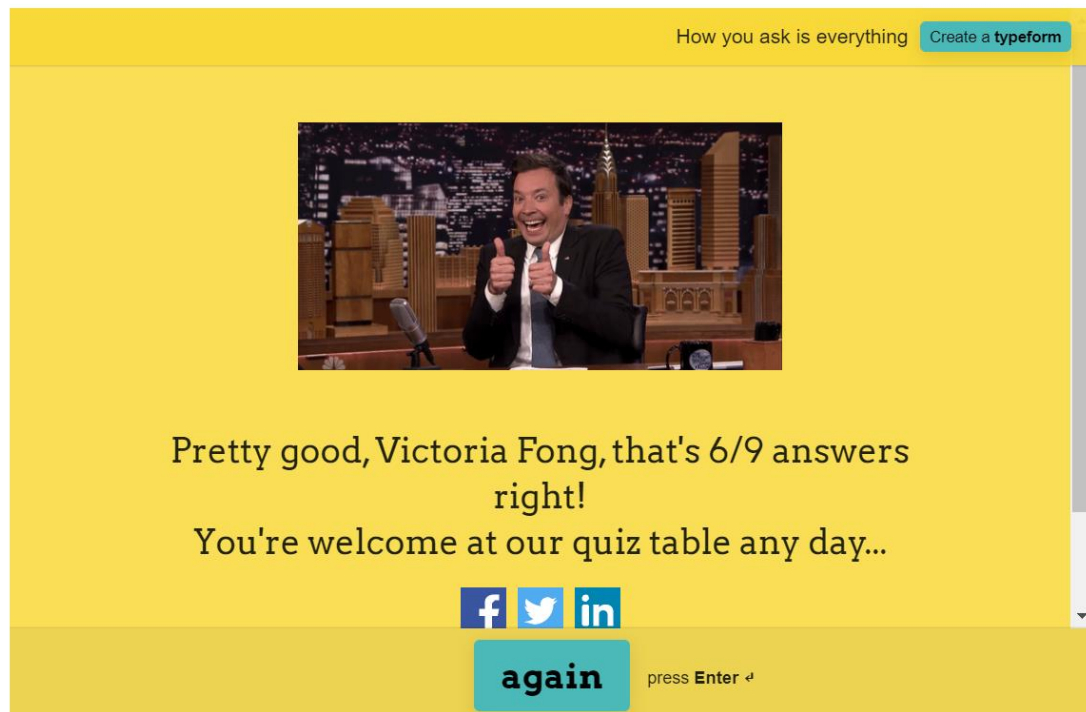 How you ask is everything Create a typeform
Pretty good, Victoria Fong, that's 6/9 answers
right!
You're welcome at our quiz table any day...
f in
again press Enter ↵